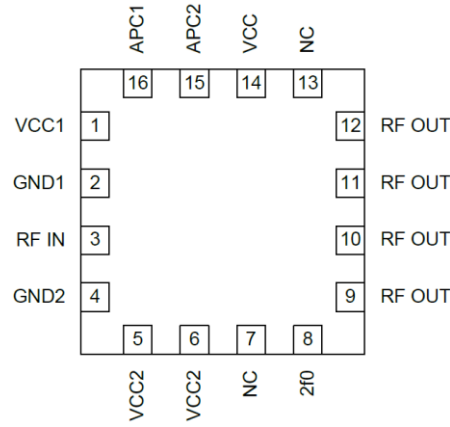 APC1 APC2 VCC NC
16 15 14 13
VCC1 1 12 RF OUT
GND1 2 11 RF OUT
RF IN 3 10 RF OUT
GND2 4 9 RF OUT
5 6 7 8
VCC2 VCC2 NC 2f0